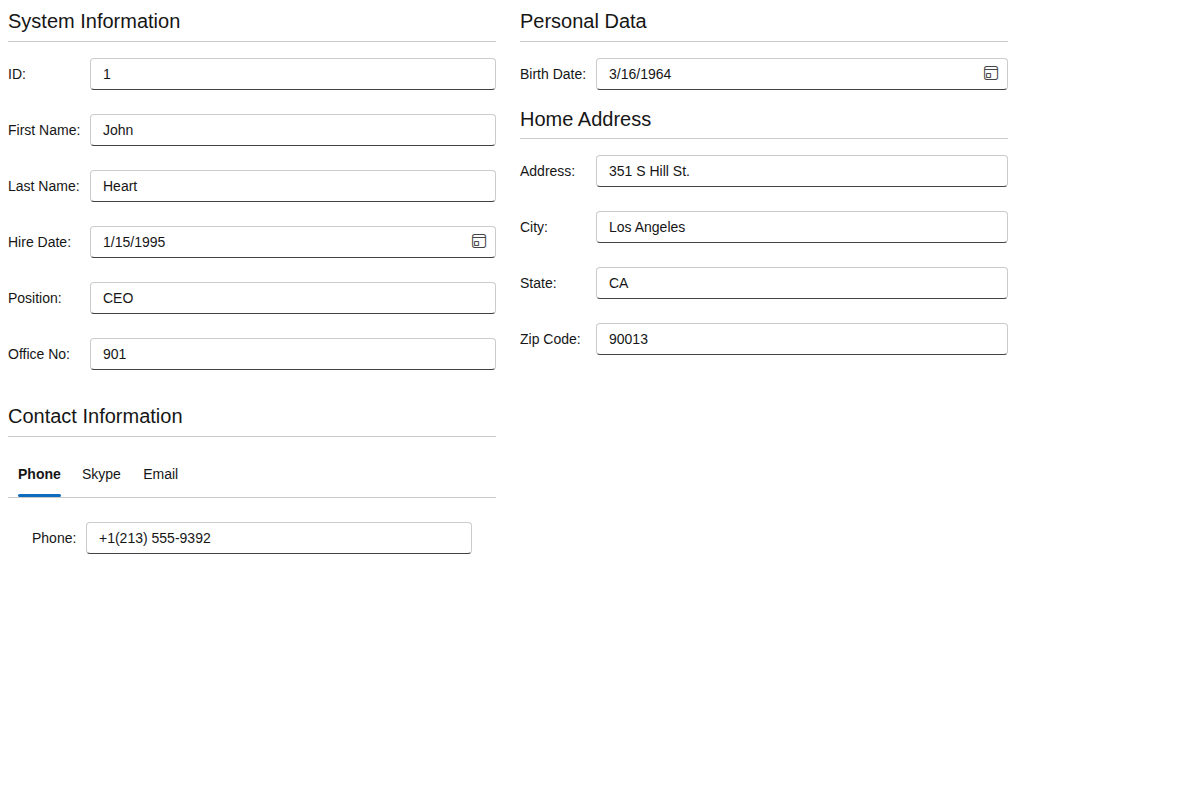 System Information
ID: 1
First Name: John
Last Name: Heart
Hire Date: 1/15/1995
Position: CEO
Office No: 901
Contact Information
Phone Skype Email
Phone: +1(213) 555-9392
Personal Data
Birth Date: 3/16/1964
Home Address
Address: 351 S Hill St.
City: Los Angeles
State: CA
Zip Code: 90013